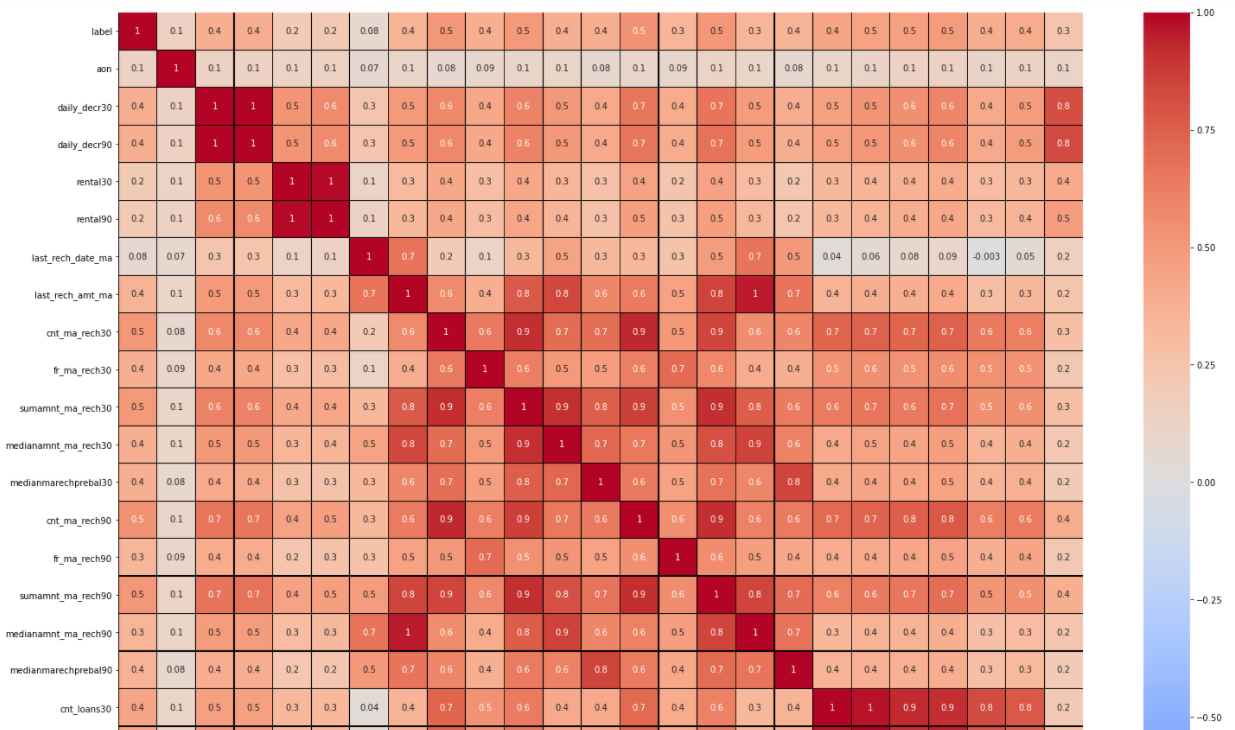 label 1 0.1 0.4 0.4 0.2 0.2 0.08 0.4 0.5 0.4 0.5 0.4 0.4 0.5 0.3 0.5 0.3 0.4 0.4 0.5 0.5 0.5 0.4 0.4 0.3 1.00
aon 0.1 1 0.1 0.1 0.1 0.1 0.07 0.1 0.08 0.09 0.1 0.1 0.08 0.1 0.09 0.1 0.1 0.08 0.1 0.1 0.1 0.1 0.1 0.1 0.1
daily_decr30 0.4 0.1 1 1 0.5 0.6 0.3 0.5 0.6 0.4 0.6 0.5 0.4 0.7 0.4 0.7 0.5 0.4 0.5 0.5 0.6 0.6 0.4 0.5 0.8
0.75
daily_decr90 0.4 0.1 1 1 0.5 0.6 0.3 0.5 0.6 0.4 0.6 0.5 0.4 0.7 0.4 0.7 0.5 0.4 0.5 0.5 0.6 0.6 0.4 0.5 0.8
rental30 0.2 0.1 0.5 0.5 1 1 0.1 0.3 0.4 0.3 0.4 0.3 0.3 0.4 0.2 0.4 0.3 0.2 0.3 0.4 0.4 0.4 0.3 0.3 0.4
rental90 0.2 0.1 0.6 0.6 1 1 0.1 0.3 0.4 0.3 0.4 0.4 0.3 0.5 0.3 0.5 0.3 0.2 0.3 0.4 0.4 0.4 0.3 0.4 0.5
0.50
last_rech_date_ma 0.08 0.07 0.3 0.3 0.1 0.1 1 0.7 0.2 0.1 0.3 0.5 0.3 0.3 0.3 0.5 0.7 0.5 0.04 0.06 0.08 0.09 -0.003 0.05 0.2
last_rech_amt_ma 0.4 0.1 0.5 0.5 0.3 0.3 0.7 1 0.6 0.4 0.8 0.8 0.6 0.6 0.5 0.8 1 0.7 0.4 0.4 0.4 0.4 0.3 0.3 0.2
cnt_ma_rech30 0.5 0.08 0.6 0.6 0.4 0.4 0.2 0.6 1 0.6 0.9 0.7 0.7 0.9 0.5 0.9 0.6 0.6 0.7 0.7 0.7 0.7 0.6 0.6 0.3
fr_ma_rech30 0.4 0.09 0.4 0.4 0.3 0.3 0.1 0.4 0.6 1 0.6 0.5 0.5 0.6 0.7 0.6 0.4 0.4 0.5 0.6 0.5 0.6 0.5 0.5 0.2 0.25
sumamnt_ma_rech30 0.5 0.1 0.6 0.6 0.4 0.4 0.3 0.8 0.9 0.6 1 0.9 0.8 0.9 0.5 0.9 0.8 0.6 0.6 0.7 0.6 0.7 0.5 0.6 0.3
medianamnt_ma_rech30 0.4 0.1 0.5 0.5 0.3 0.4 0.5 0.8 0.7 0.5 0.9 1 0.7 0.7 0.5 0.8 0.9 0.6 0.4 0.5 0.4 0.5 0.4 0.4 0.2
medianmarechprebal30 0.4 0.08 0.4 0.4 0.3 0.3 0.3 0.6 0.7 0.5 0.8 0.7 1 0.6 0.5 0.7 0.6 0.8 0.4 0.5 0.4 0.5 0.4 0.4 0.2 0.00
cnt_ma_rech90 0.5 0.1 0.7 0.7 0.4 0.5 0.3 0.6 0.9 0.6 0.9 0.7 0.6 1 0.6 0.9 0.6 0.6 0.7 0.7 0.8 0.8 0.6 0.6 0.4
fr_ma_rech90 0.3 0.09 0.4 0.4 0.2 0.3 0.3 0.5 0.5 0.7 0.5 0.5 0.5 0.6 1 0.6 0.5 0.4 0.4 0.4 0.4 0.5 0.4 0.4 0.2
−0.25
sumamnt_ma_rech90 0.5 0.1 0.7 0.7 0.4 0.5 0.5 0.8 0.9 0.6 0.9 0.8 0.7 0.9 0.6 1 0.8 0.7 0.6 0.6 0.7 0.7 0.5 0.5 0.4
medianamnt_ma_rech90 0.3 0.1 0.5 0.5 0.3 0.3 0.7 1 0.6 0.4 0.8 0.9 0.6 0.6 0.5 0.8 1 0.7 0.3 0.4 0.4 0.4 0.3 0.3 0.2
medianmarechprebal90 0.4 0.08 0.4 0.4 0.2 0.2 0.5 0.7 0.6 0.4 0.6 0.6 0.8 0.6 0.4 0.7 0.7 1 0.4 0.4 0.4 0.4 0.3 0.3 0.2
cnt_loans30 0.4 0.1 0.5 0.5 0.3 0.3 0.04 0.4 0.7 0.5 0.6 0.4 0.4 0.7 0.4 0.6 0.3 0.4 1 1 0.9 0.9 0.8 0.8 0.2 −0.50